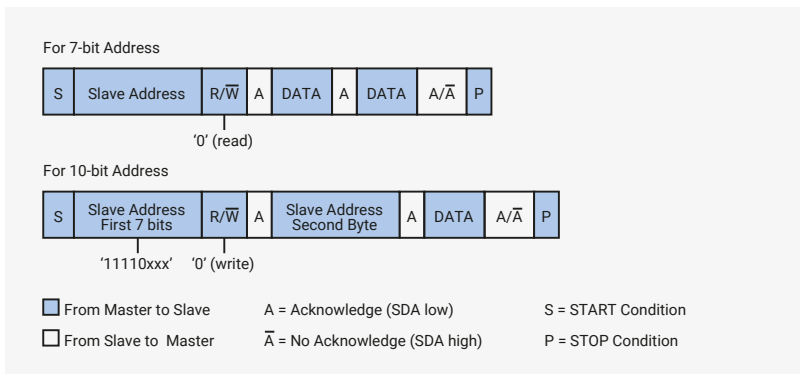 For 7-bit Address
S Slave Address R/W̅ A DATA A DATA A/A̅ P
‘0’ (read)
For 10-bit Address
S Slave Address First 7 bits R/W̅ A Slave Address Second Byte A DATA A/A̅ P
‘11110xxx’ ‘0’ (write)
From Master to Slave A = Acknowledge (SDA low) S = START Condition
From Slave to Master A̅ = No Acknowledge (SDA high) P = STOP Condition